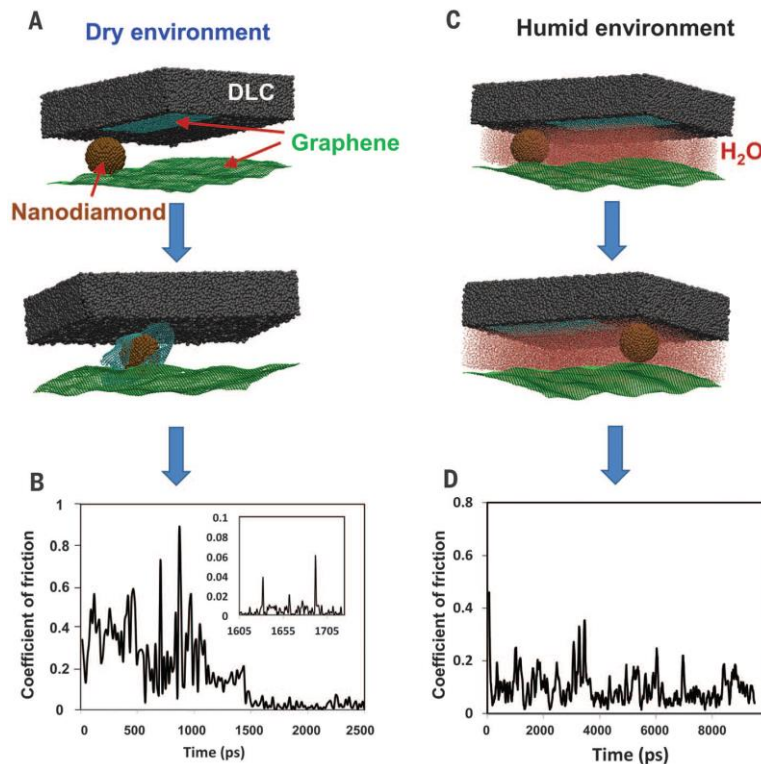 A
Dry environment
DLC
Graphene
Nanodiamond
C
Humid environment
H₂O
B
Coefficient of friction
1
0.8
0.6
0.4
0.2
0
0 500 1000 1500 2000 2500
Time (ps)
0.1
0.08
0.06
0.04
0.02
0
1605 1655 1705
D
Coefficient of friction
0.8
0.6
0.4
0.2
0
0 2000 4000 6000 8000
Time (ps)